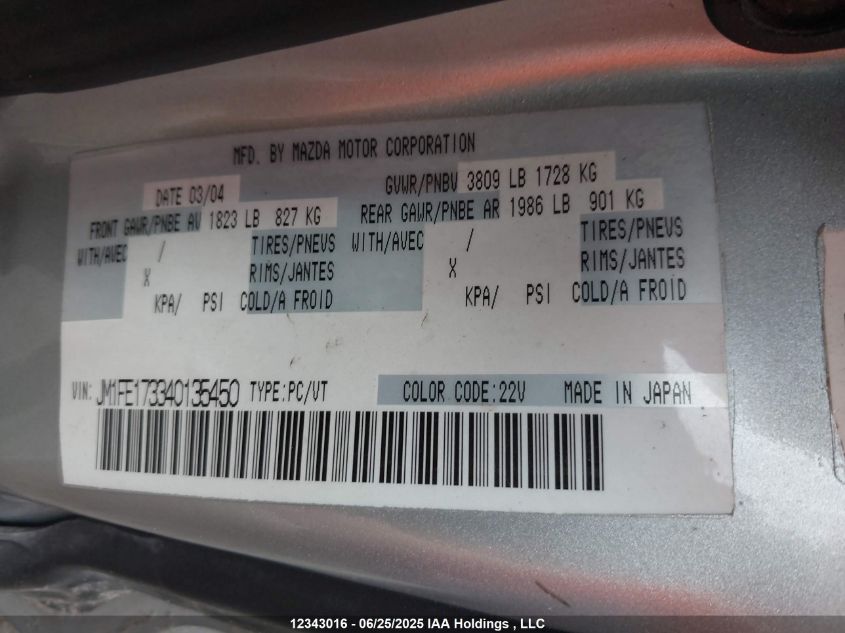 MFD. BY MAZDA MOTOR CORPORATION
DATE 03/04 GVWR/PNBV 3809 LB 1728 KG
FRONT GAWR/PNBE AV 1823 LB 827 KG REAR GAWR/PNBE AR 1986 LB 901 KG
WITH/AVEC / TIRES/PNEUS WITH/AVEC / TIRES/PNEUS
X RIMS/JANTES X RIMS/JANTES
KPA/ PSI COLD/A FROID KPA/ PSI COLD/A FROID
VIN: JM1FE173340135450 TYPE:PC/VT COLOR CODE:22V MADE IN JAPAN
12343016 - 06/25/2025 IAA Holdings , LLC